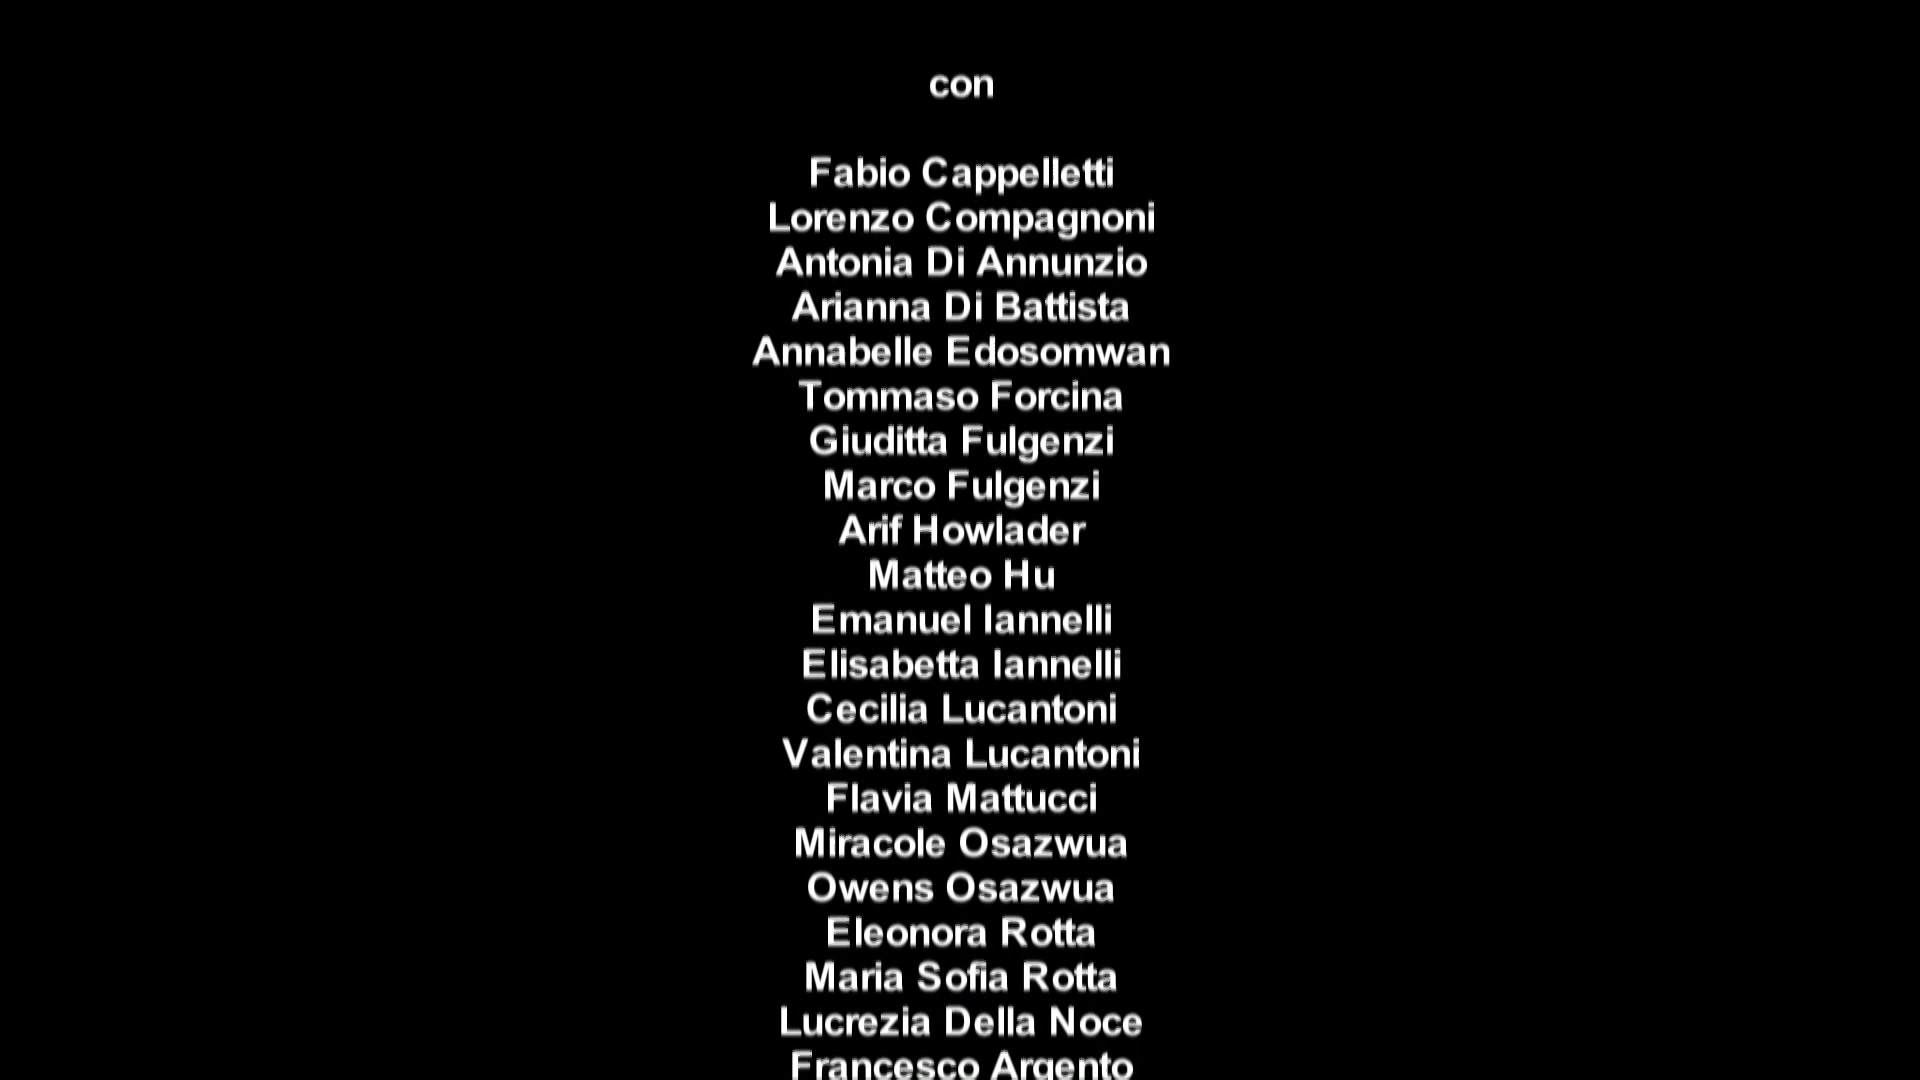 con
Fabio Cappelletti
Lorenzo Compagnoni
Antonia Di Annunzio
Arianna Di Battista
Annabelle Edosomwan
Tommaso Forcina
Giuditta Fulgenzi
Marco Fulgenzi
Arif Howlader
Matteo Hu
Emanuel Iannelli
Elisabetta Iannelli
Cecilia Lucantoni
Valentina Lucantoni
Flavia Mattucci
Miracole Osazwua
Owens Osazwua
Eleonora Rotta
Maria Sofia Rotta
Lucrezia Della Noce
Francesco Argento